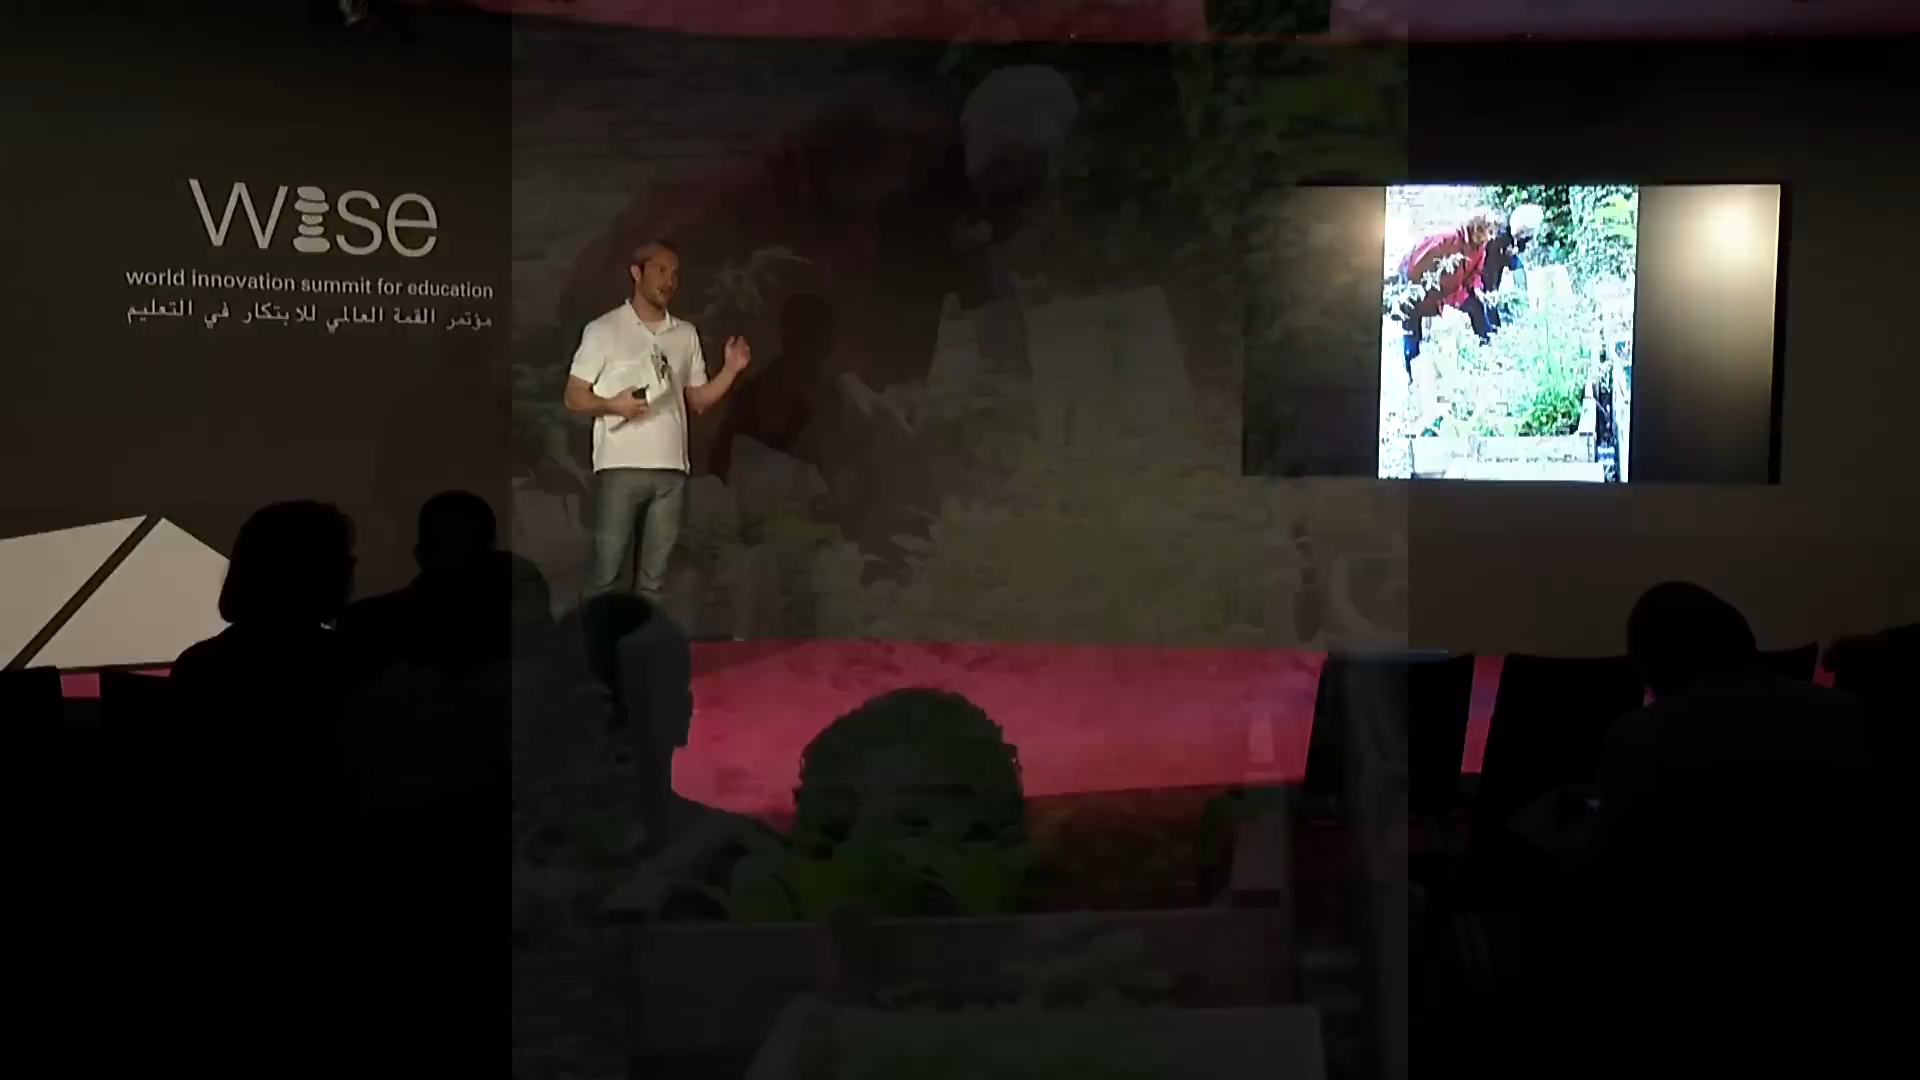 wise
world innovation summit for education
مؤتمر القمة العالمي للابتكار في التعليم